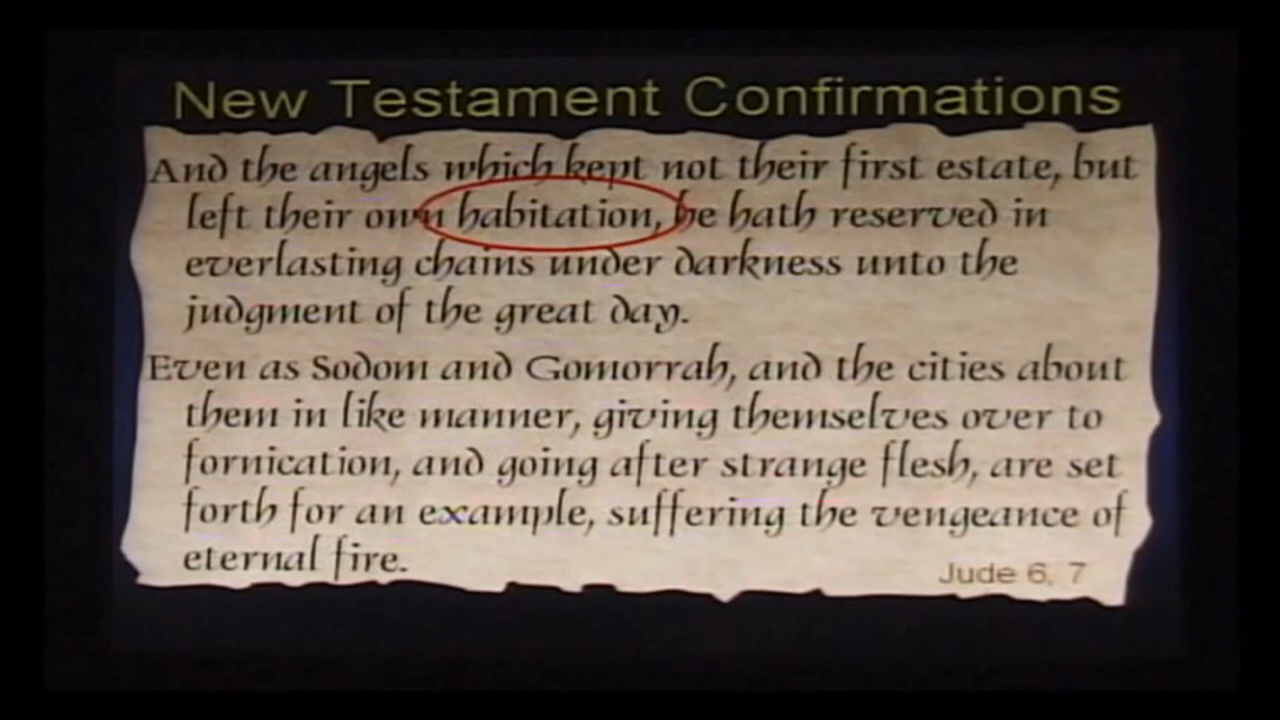 New Testament Confirmations
And the angels which kept not their first estate, but
left their own habitation, he hath reserved in
everlasting chains under darkness unto the
judgment of the great day.
Even as Sodom and Gomorrah, and the cities about
them in like manner, giving themselves over to
fornication, and going after strange flesh, are set
forth for an example, suffering the vengeance of
eternal fire.
Jude 6, 7